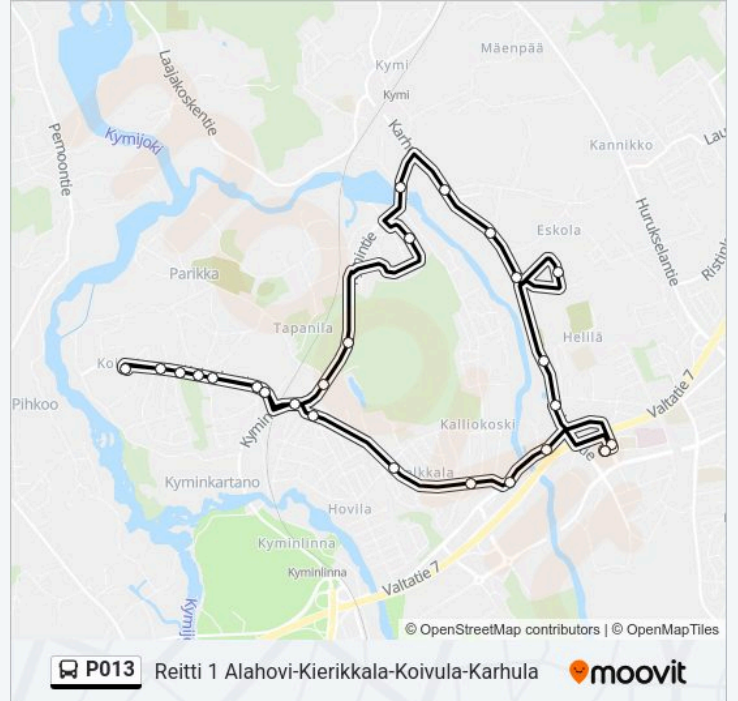 Mäenpää
Kymi
Kymi
Laajakoskentie
Pernoontie
Kymijoki
Kannikko
Hurukselantie
Eskola
Parikka
Tapanila
Helilä
Valtatie 7
Pihkoo
Kalliokoski
Kyminkartano
Hovila
Kyminlinna
Kyminlinna
Valtatie 7
© OpenStreetMap contributors | © OpenMapTiles
P013 Reitti 1 Alahovi-Kierikkala-Koivula-Karhula moovit